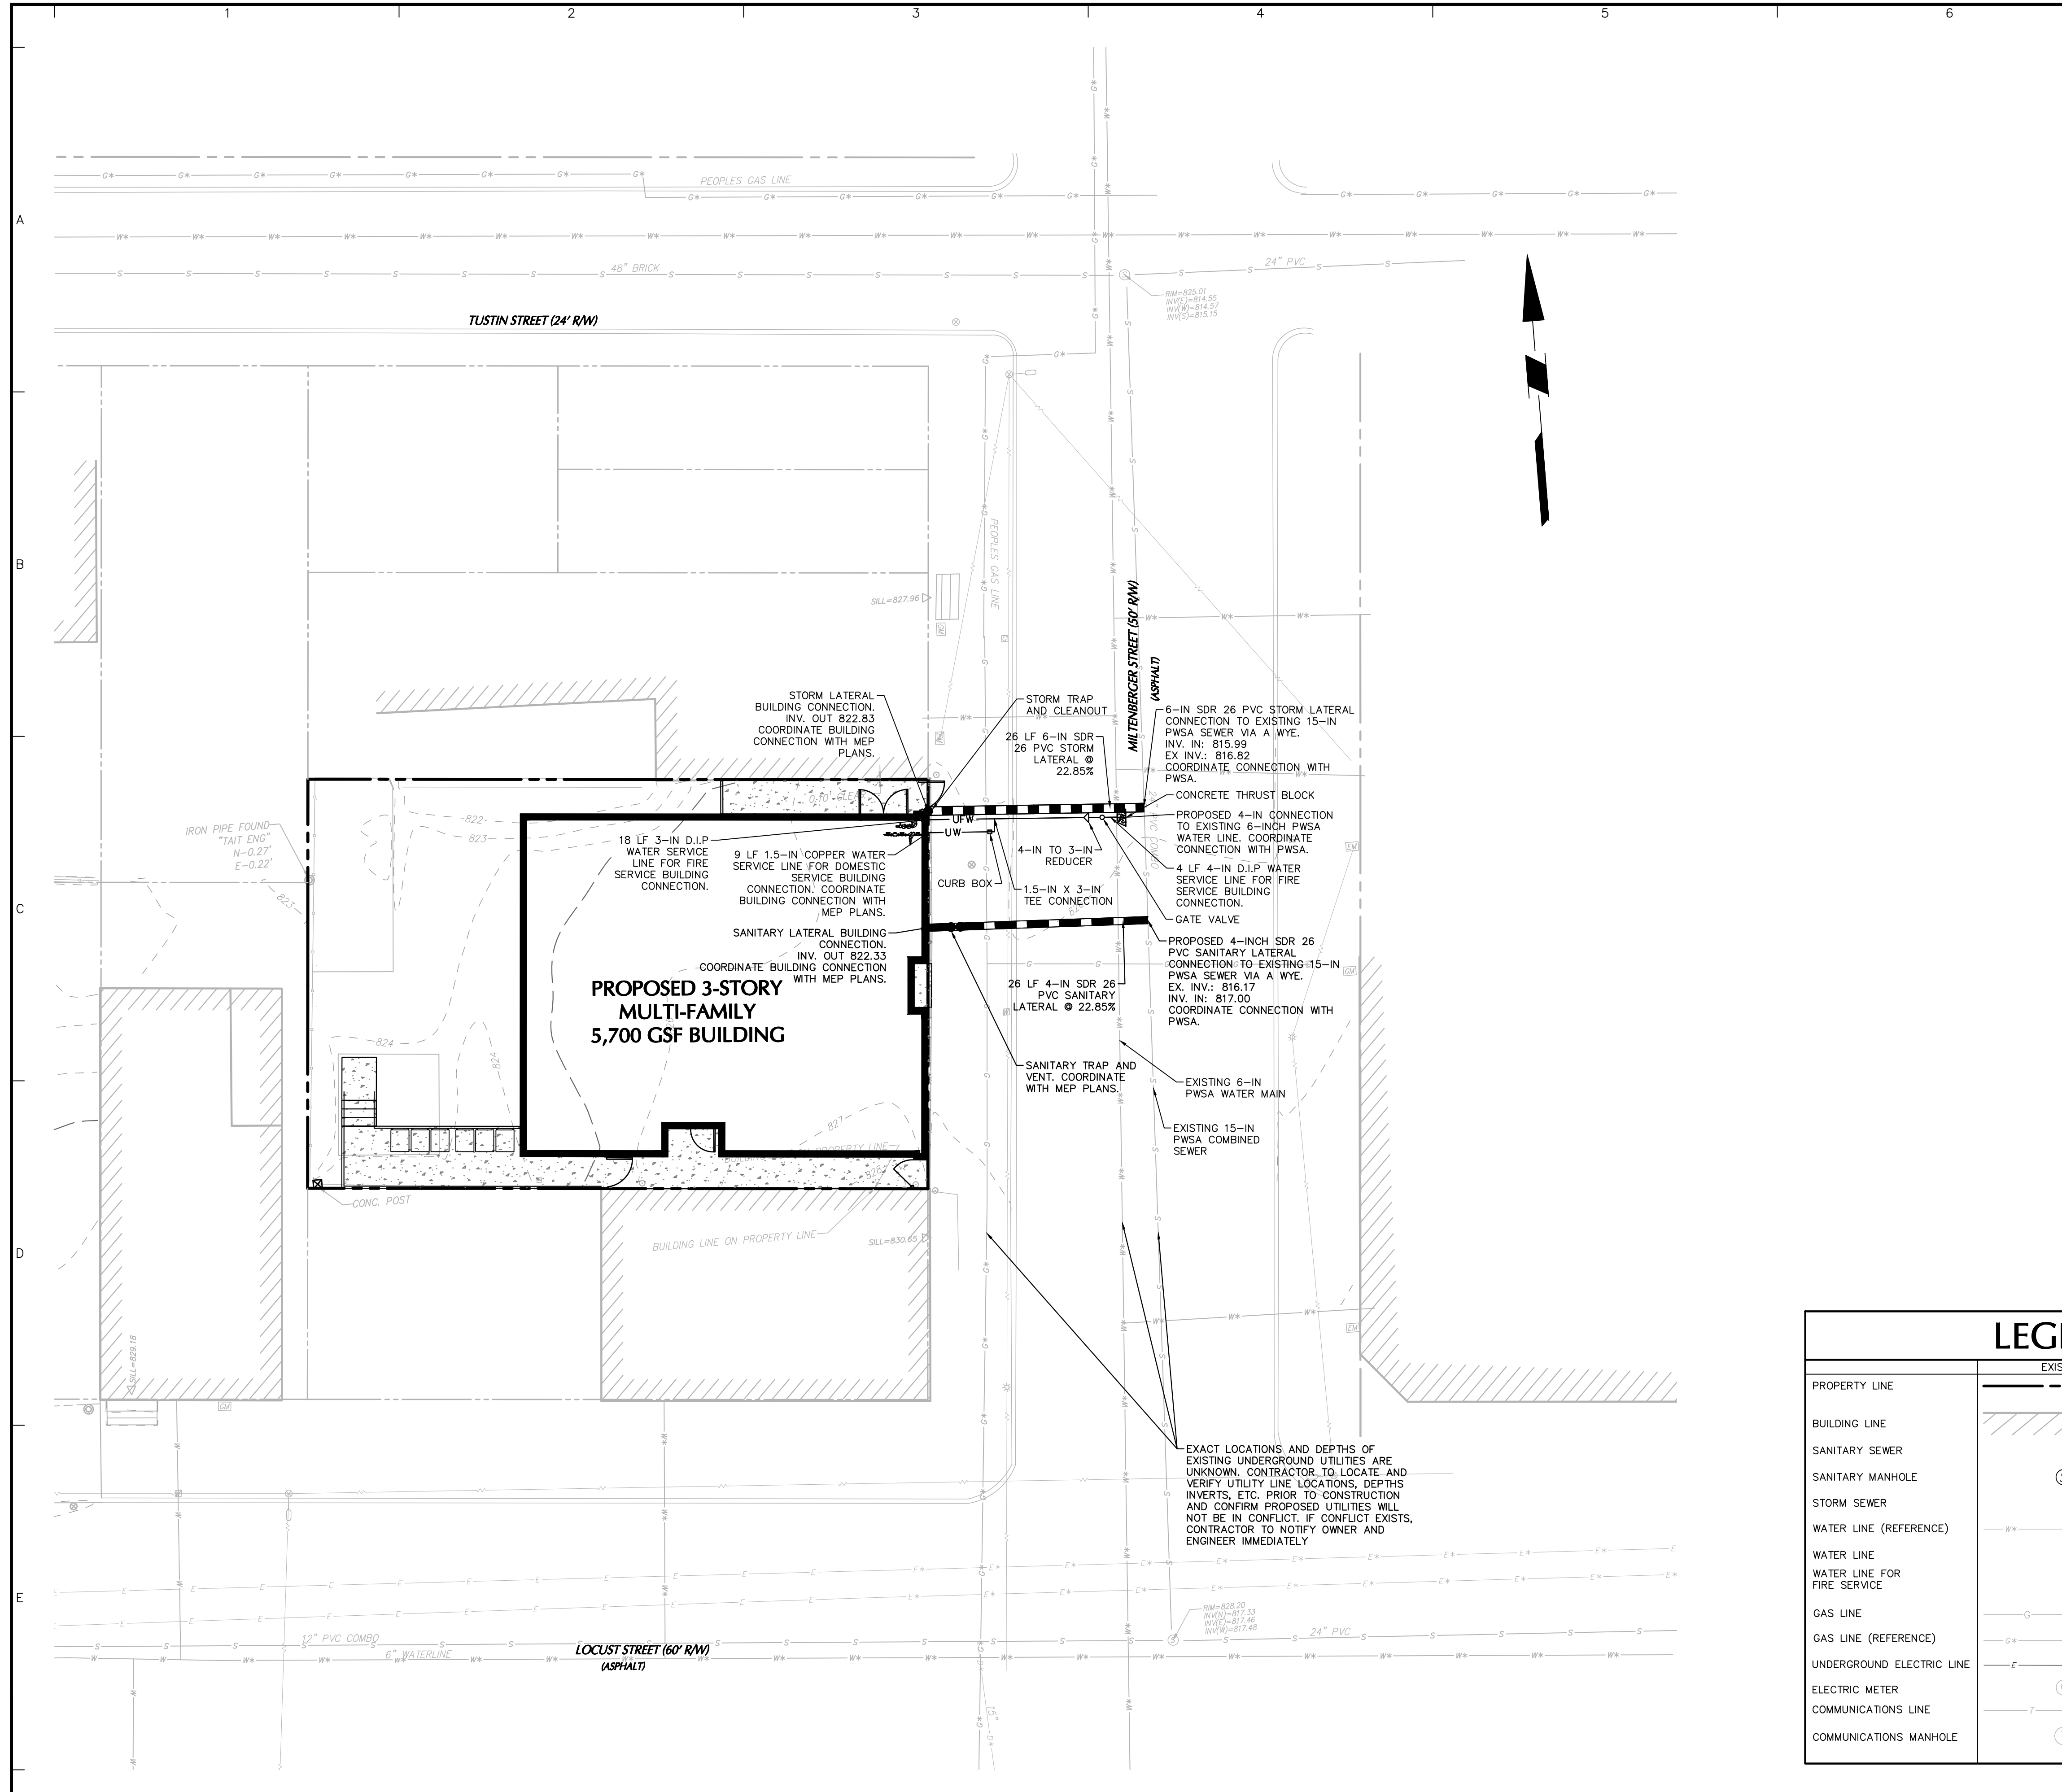 1
2
3
4
5
6
A
B
C
D
E
PEOPLES GAS LINE
48" BRICK
24" PVC
RIM=825.01
INV(E)=814.55
INV(W)=814.57
INV(S)=815.15
TUSTIN STREET (24' R/W)
PEOPLES GAS LINE
SILL=827.96
MILTENBERGER STREET (50' R/W)
(ASPHALT)
STORM LATERAL
BUILDING CONNECTION.
INV. OUT 822.83
COORDINATE BUILDING
CONNECTION WITH MEP
PLANS.
STORM TRAP
AND CLEANOUT
26 LF 6-IN SDR
26 PVC STORM
LATERAL @
22.85%
6-IN SDR 26 PVC STORM LATERAL
CONNECTION TO EXISTING 15-IN
PWSA SEWER VIA A WYE.
INV. IN: 815.99
EX INV.: 816.82
COORDINATE CONNECTION WITH
PWSA.
CONCRETE THRUST BLOCK
PROPOSED 4-IN CONNECTION
TO EXISTING 6-INCH PWSA
WATER LINE. COORDINATE
CONNECTION WITH PWSA.
24" PVC COMBO
IRON PIPE FOUND
"TAIT ENG"
N-0.27'
E-0.22'
822
823
823
18 LF 3-IN D.I.P
WATER SERVICE
LINE FOR FIRE
SERVICE BUILDING
CONNECTION.
9 LF 1.5-IN COPPER WATER
SERVICE LINE FOR DOMESTIC
SERVICE BUILDING
CONNECTION. COORDINATE
BUILDING CONNECTION WITH
MEP PLANS.
UFW
UW
4-IN TO 3-IN
REDUCER
CURB BOX
1.5-IN X 3-IN
TEE CONNECTION
4 LF 4-IN D.I.P WATER
SERVICE LINE FOR FIRE
SERVICE BUILDING
CONNECTION.
GATE VALVE
SANITARY LATERAL BUILDING
CONNECTION.
INV. OUT 822.33
COORDINATE BUILDING CONNECTION
WITH MEP PLANS.
PROPOSED 4-INCH SDR 26
PVC SANITARY LATERAL
CONNECTION TO EXISTING 15-IN
PWSA SEWER VIA A WYE.
EX. INV.: 816.17
INV. IN: 817.00
COORDINATE CONNECTION WITH
PWSA.
26 LF 4-IN SDR 26
PVC SANITARY
LATERAL @ 22.85%
PROPOSED 3-STORY
MULTI-FAMILY
5,700 GSF BUILDING
824
824
SANITARY TRAP AND
VENT. COORDINATE
WITH MEP PLANS.
EXISTING 6-IN
PWSA WATER MAIN
EXISTING 15-IN
PWSA COMBINED
SEWER
827
828
CONC. POST
BUILDING LINE ON PROPERTY LINE
SILL=830.65
SILL=829.18
EXACT LOCATIONS AND DEPTHS OF
EXISTING UNDERGROUND UTILITIES ARE
UNKNOWN. CONTRACTOR TO LOCATE AND
VERIFY UTILITY LINE LOCATIONS, DEPTHS
INVERTS, ETC. PRIOR TO CONSTRUCTION
AND CONFIRM PROPOSED UTILITIES WILL
NOT BE IN CONFLICT. IF CONFLICT EXISTS,
CONTRACTOR TO NOTIFY OWNER AND
ENGINEER IMMEDIATELY
RIM=828.20
INV(N)=817.33
INV(E)=817.46
INV(W)=817.48
12" PVC COMBO
6" WATERLINE
24" PVC
LOCUST STREET (60' R/W)
(ASPHALT)
15"
PROPERTY LINE
BUILDING LINE
SANITARY SEWER
SANITARY MANHOLE
STORM SEWER
WATER LINE (REFERENCE)
WATER LINE
WATER LINE FOR
FIRE SERVICE
GAS LINE
GAS LINE (REFERENCE)
UNDERGROUND ELECTRIC LINE
ELECTRIC METER
COMMUNICATIONS LINE
COMMUNICATIONS MANHOLE